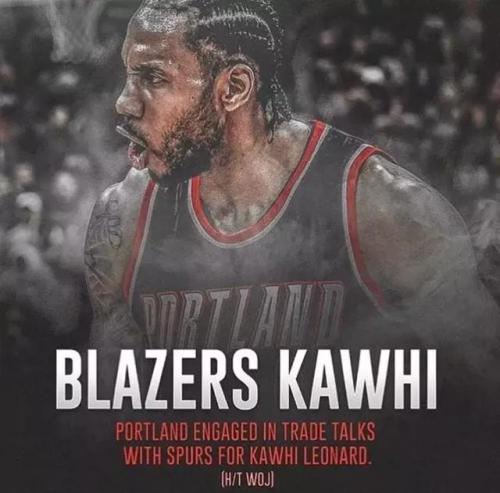 PORTLAND
BLAZERS KAWHI
PORTLAND ENGAGED IN TRADE TALKS
WITH SPURS FOR KAWHI LEONARD.
(H/T WOJ)